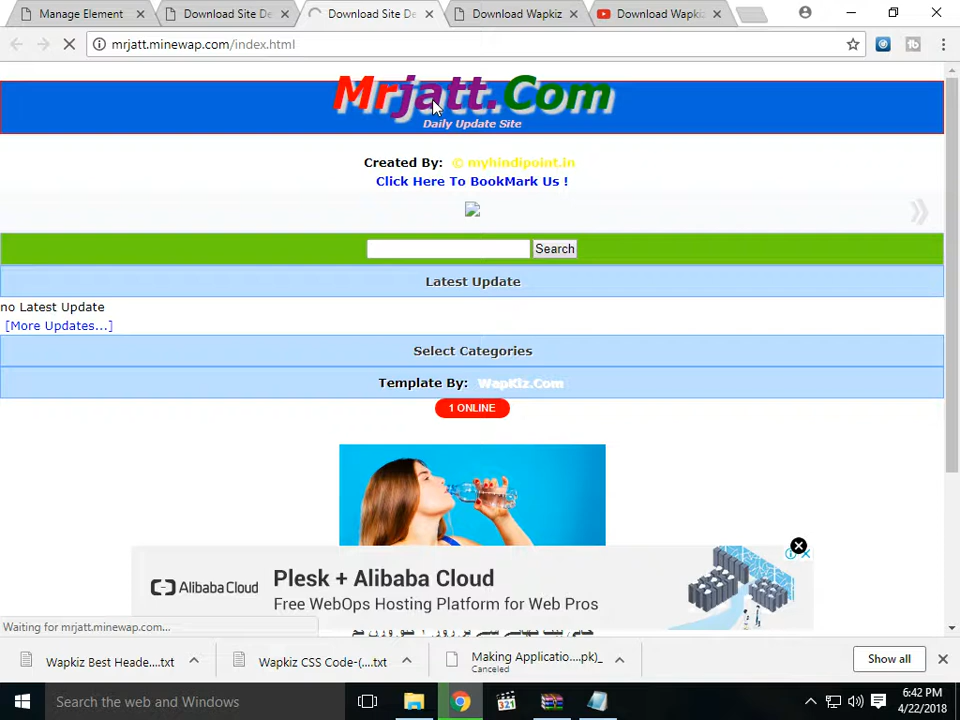 Manage Element
Download Site De
Download Site De
Download Wapkiz
Download Wapkiz
mrjatt.minewap.com/index.html
Mrjatt.Com
Daily Update Site
Created By: © myhindipoint.in
Click Here To BookMark Us !
Search
Latest Update
no Latest Update
[More Updates...]
Select Categories
Template By: WapKiz.Com
1 ONLINE
Alibaba Cloud
Plesk + Alibaba Cloud
Free WebOps Hosting Platform for Web Pros
Waiting for mrjatt.minewap.com...
Wapkiz Best Heade....txt
Wapkiz CSS Code-(....txt
Making Applicatio....pk)_
Canceled
Show all
Search the web and Windows
321
6:42 PM
4/22/2018